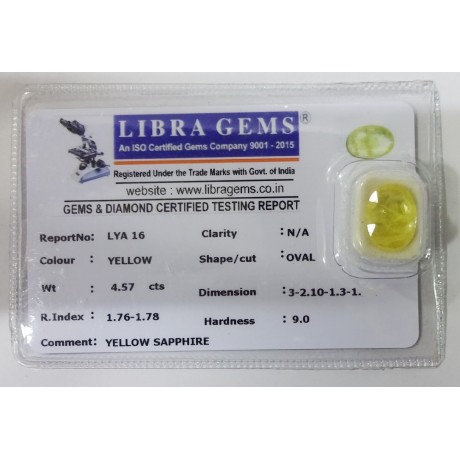 LIBRA GEMS ®
An ISO Certified Gems Company 9001 - 2015
Registered Under the Trade Marks with Govt. of India
website : www.libragems.co.in
GEMS & DIAMOND CERTIFIED TESTING REPORT
ReportNo: LYA 16 Clarity : N/A
Colour : YELLOW Shape/cut :OVAL
Wt : 4.57 cts Dimension : 3-2.10-1.3-1.
R.Index : 1.76-1.78 Hardness : 9.0
Comment: YELLOW SAPPHIRE